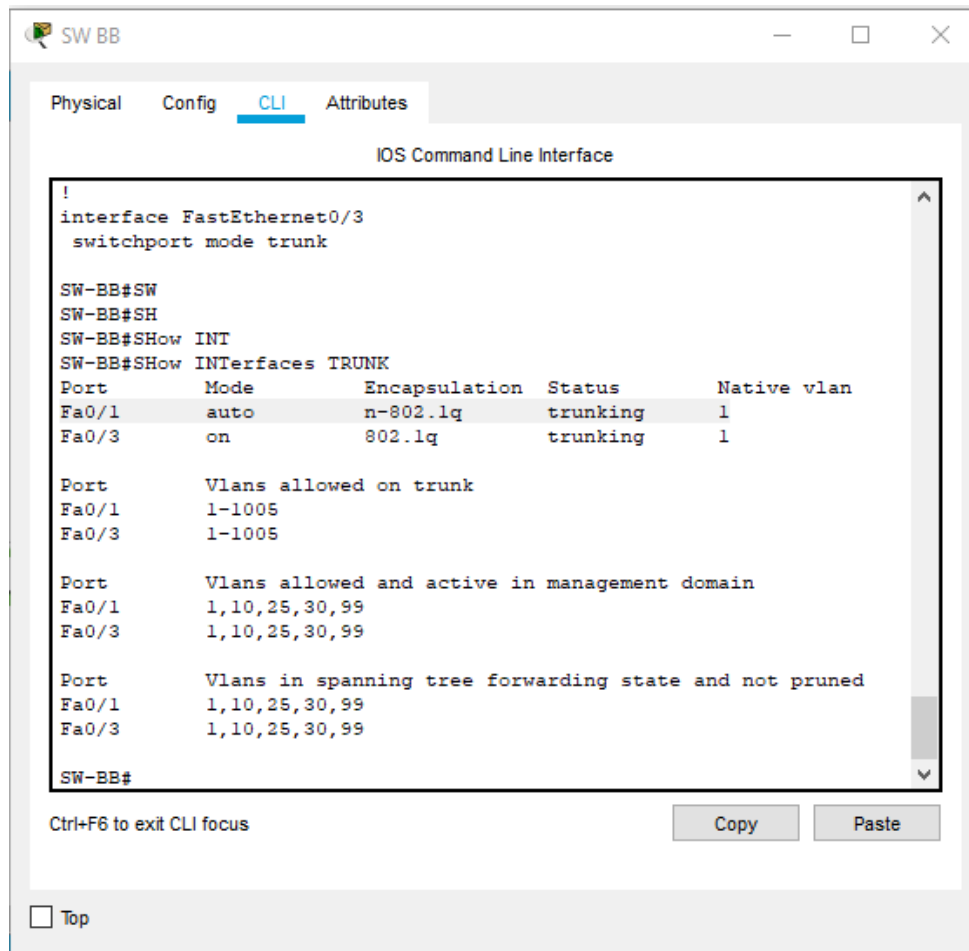 SW BB
Physical Config CLI Attributes
IOS Command Line Interface
!
interface FastEthernet0/3
 switchport mode trunk
SW-BB#SW
SW-BB#SH
SW-BB#SHow INT
SW-BB#SHow INTerfaces TRUNK
Port        Mode         Encapsulation  Status        Native vlan
Fa0/1       auto         n-802.1q       trunking      1
Fa0/3       on           802.1q         trunking      1
Port        Vlans allowed on trunk
Fa0/1       1-1005
Fa0/3       1-1005
Port        Vlans allowed and active in management domain
Fa0/1       1,10,25,30,99
Fa0/3       1,10,25,30,99
Port        Vlans in spanning tree forwarding state and not pruned
Fa0/1       1,10,25,30,99
Fa0/3       1,10,25,30,99
SW-BB#
Ctrl+F6 to exit CLI focus Copy Paste
Top